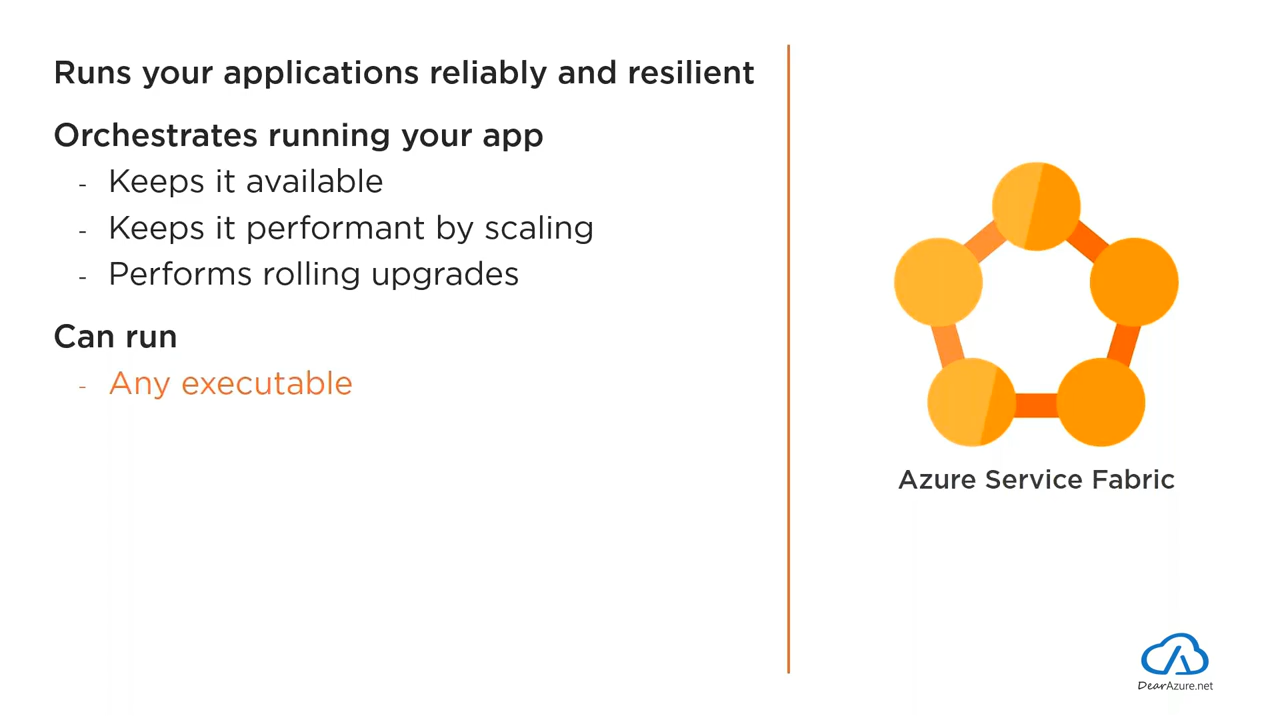 Runs your applications reliably and resilient
Orchestrates running your app
- Keeps it available
- Keeps it performant by scaling
- Performs rolling upgrades
Can run
- Any executable
Azure Service Fabric
DearAzure.net